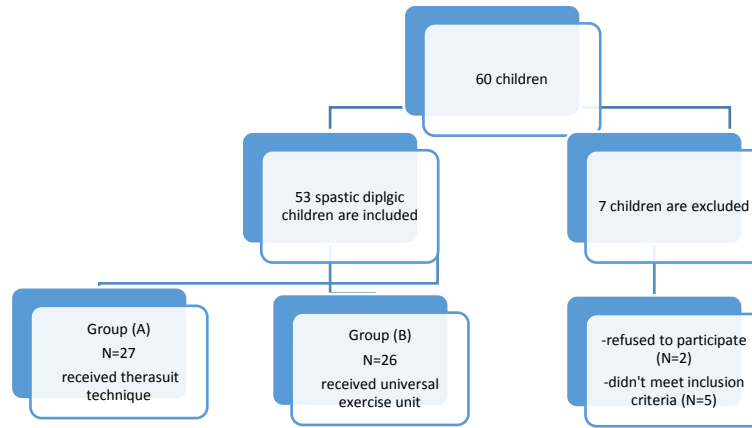 60 children
53 spastic diplgic
children are included
7 children are excluded
Group (A)
N=27
received therasuit
technique
Group (B)
N=26
received universal
exercise unit
-refused to participate
(N=2)
-didn't meet inclusion
criteria (N=5)